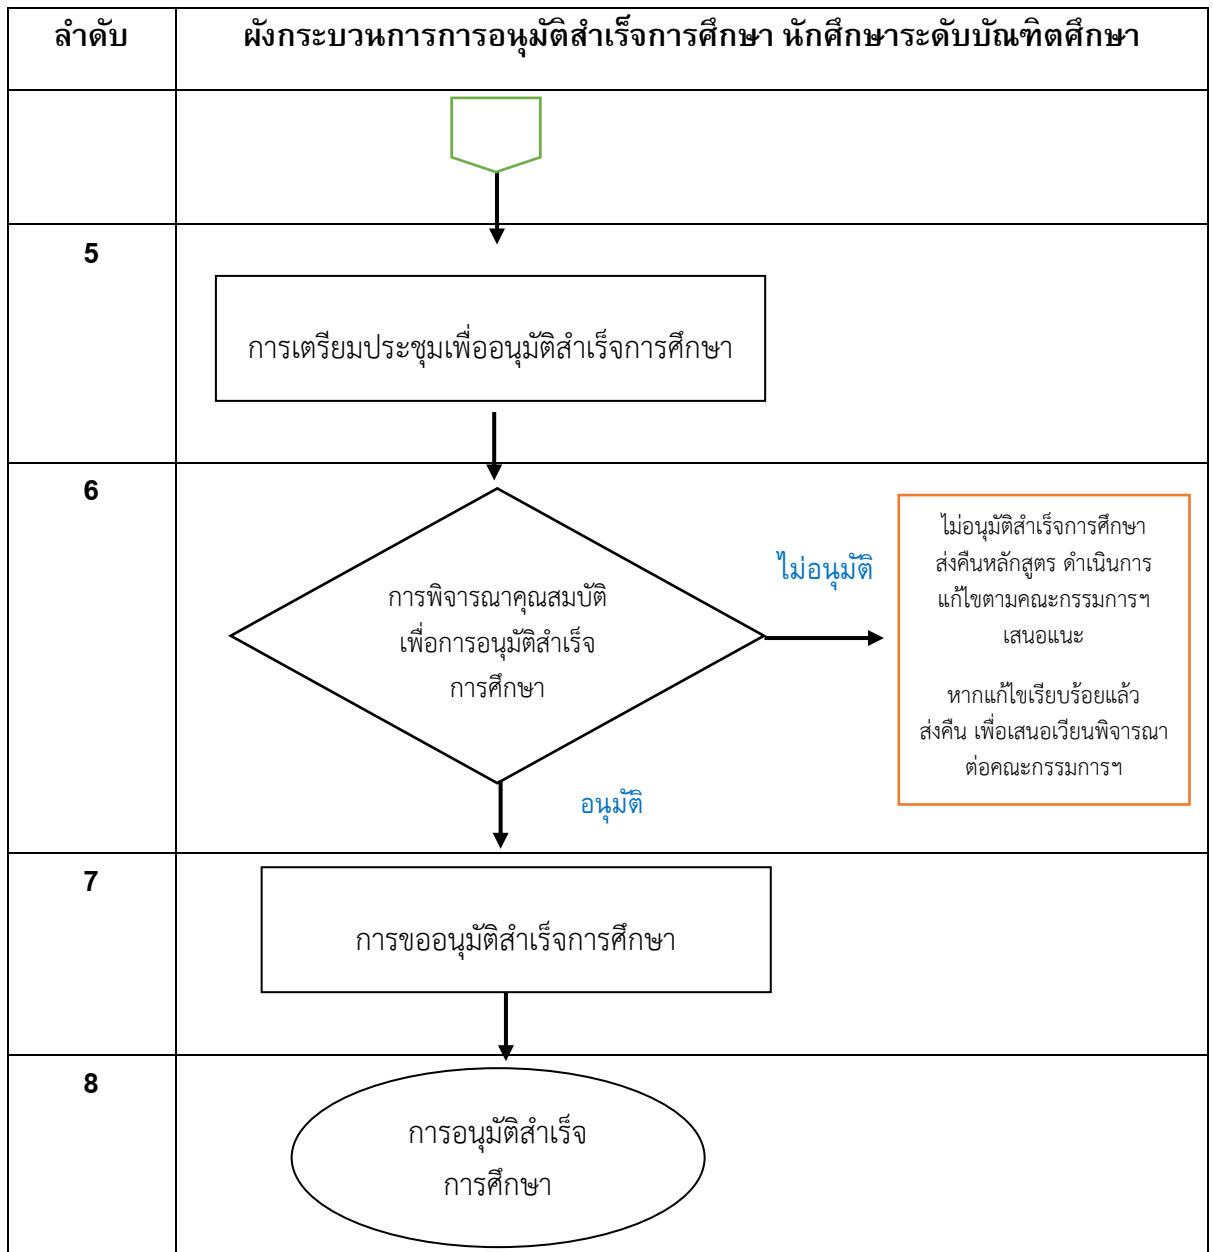 ลำดับ
ผังกระบวนการการอนุมัติสำเร็จการศึกษา นักศึกษาระดับบัณฑิตศึกษา
5
การเตรียมประชุมเพื่ออนุมัติสำเร็จการศึกษา
6
การพิจารณาคุณสมบัติ
เพื่อการอนุมัติสำเร็จ
การศึกษา
ไม่อนุมัติ
ไม่อนุมัติสำเร็จการศึกษา
ส่งคืนหลักสูตร ดำเนินการ
แก้ไขตามคณะกรรมการฯ
เสนอแนะ
หากแก้ไขเรียบร้อยแล้ว
ส่งคืน เพื่อเสนอเวียนพิจารณา
ต่อคณะกรรมการฯ
อนุมัติ
7
การขออนุมัติสำเร็จการศึกษา
8
การอนุมัติสำเร็จ
การศึกษา